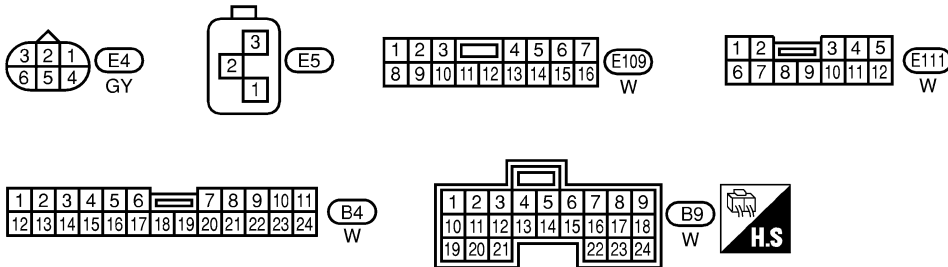 3 2 1
6 5 4
E4
GY
3
2
1
E5
1 2 3 4 5 6 7
8 9 10 11 12 13 14 15 16
E109
W
1 2 3 4 5
6 7 8 9 10 11 12
E111
W
1 2 3 4 5 6 7 8 9 10 11
12 13 14 15 16 17 18 19 20 21 22 23 24
B4
W
1 2 3 4 5 6 7 8 9
10 11 12 13 14 15 16 17 18
19 20 21 22 23 24
B9
W
H.S